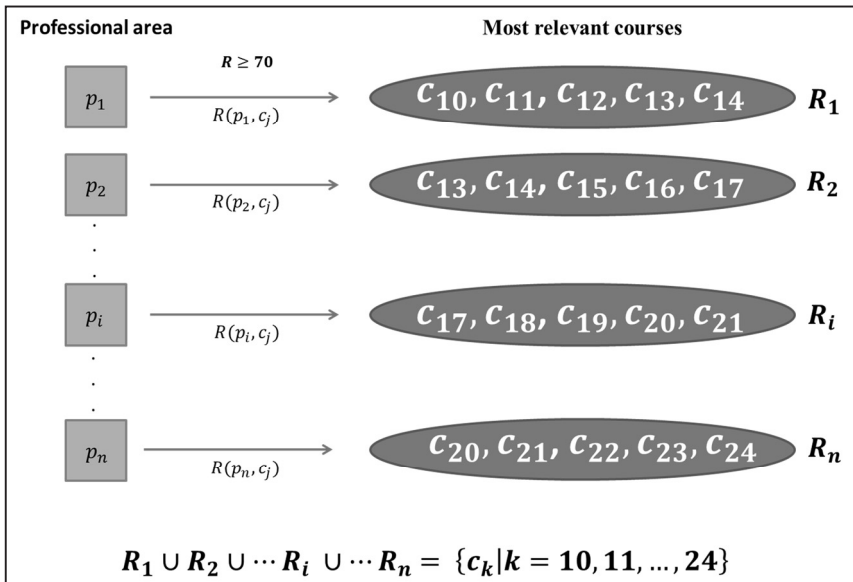 Professional area
Most relevant courses
R ≥ 70
p₁
R(p₁, cⱼ)
c₁₀, c₁₁, c₁₂, c₁₃, c₁₄
R₁
p₂
R(p₂, cⱼ)
c₁₃, c₁₄, c₁₅, c₁₆, c₁₇
R₂
pᵢ
R(pᵢ, cⱼ)
c₁₇, c₁₈, c₁₉, c₂₀, c₂₁
Rᵢ
pₙ
R(pₙ, cⱼ)
c₂₀, c₂₁, c₂₂, c₂₃, c₂₄
Rₙ
R₁ ∪ R₂ ∪ ⋯ Rᵢ ∪ ⋯ Rₙ = {cₖ|k = 10, 11, …, 24}